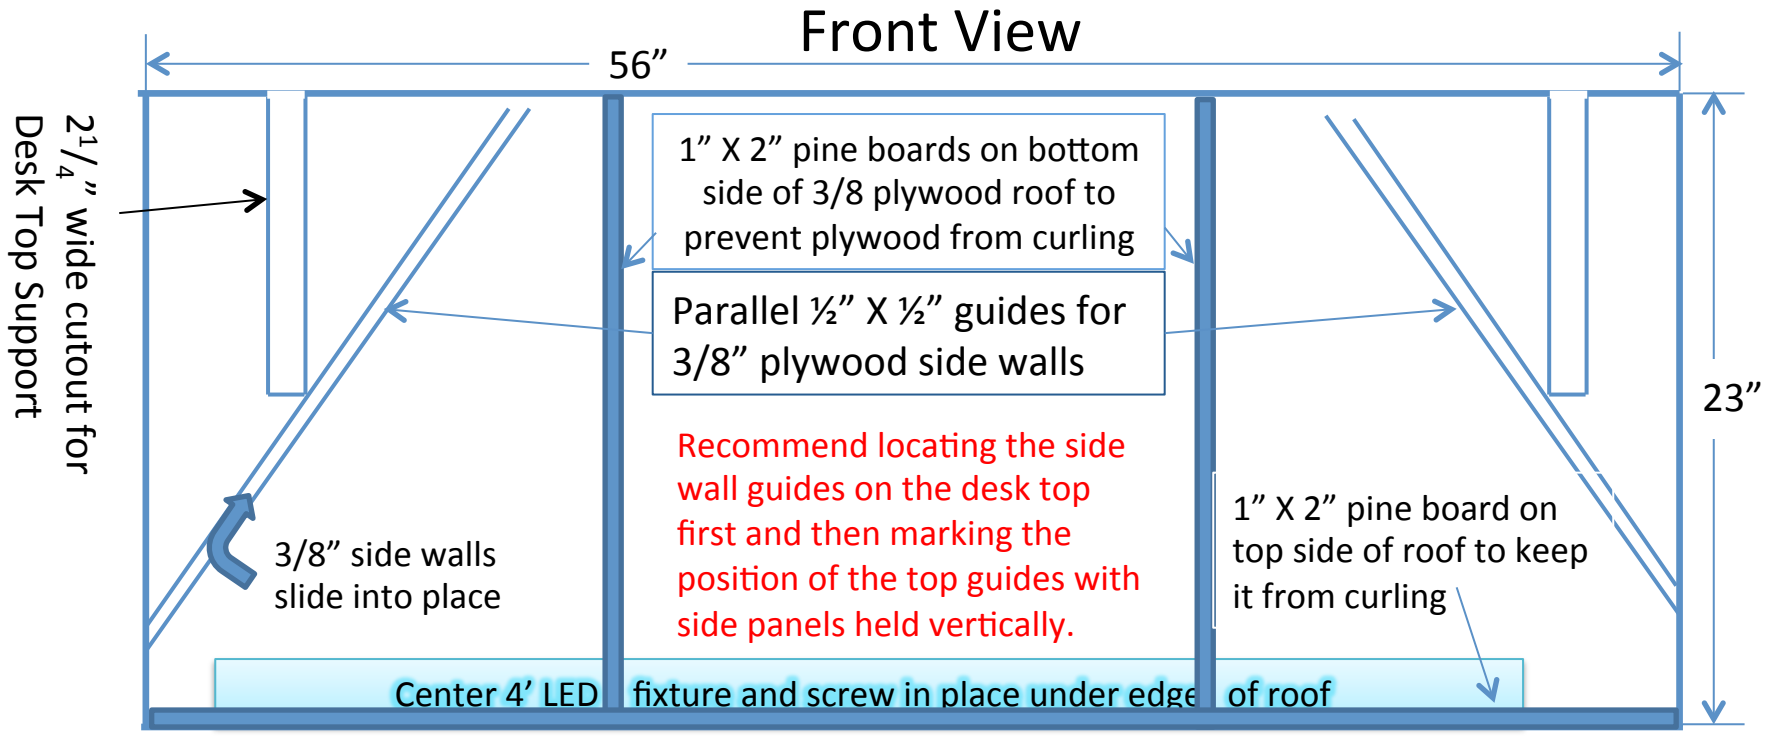 Front View
56”
2¹/₄” wide cutout for
Desk Top Support
1” X 2” pine boards on bottom
side of 3/8 plywood roof to
prevent plywood from curling
Parallel ½” X ½” guides for
3/8” plywood side walls
23”
Recommend locating the side
wall guides on the desk top
first and then marking the
position of the top guides with
side panels held vertically.
1” X 2” pine board on
top side of roof to keep
it from curling
3/8” side walls
slide into place
Center 4’ LED fixture and screw in place under edge of roof